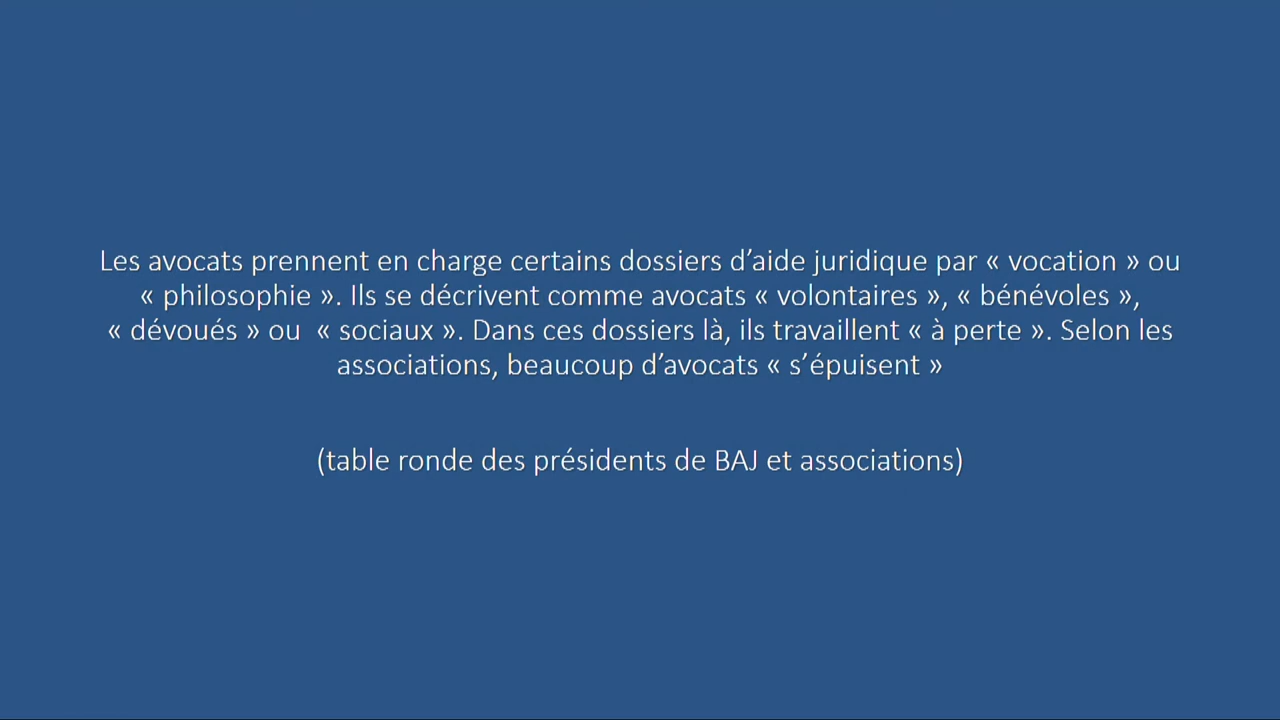 Les avocats prennent en charge certains dossiers d’aide juridique par « vocation » ou
« philosophie ». Ils se décrivent comme avocats « volontaires », « bénévoles »,
« dévoués » ou  « sociaux ». Dans ces dossiers là, ils travaillent « à perte ». Selon les
associations, beaucoup d’avocats « s’épuisent »
(table ronde des présidents de BAJ et associations)